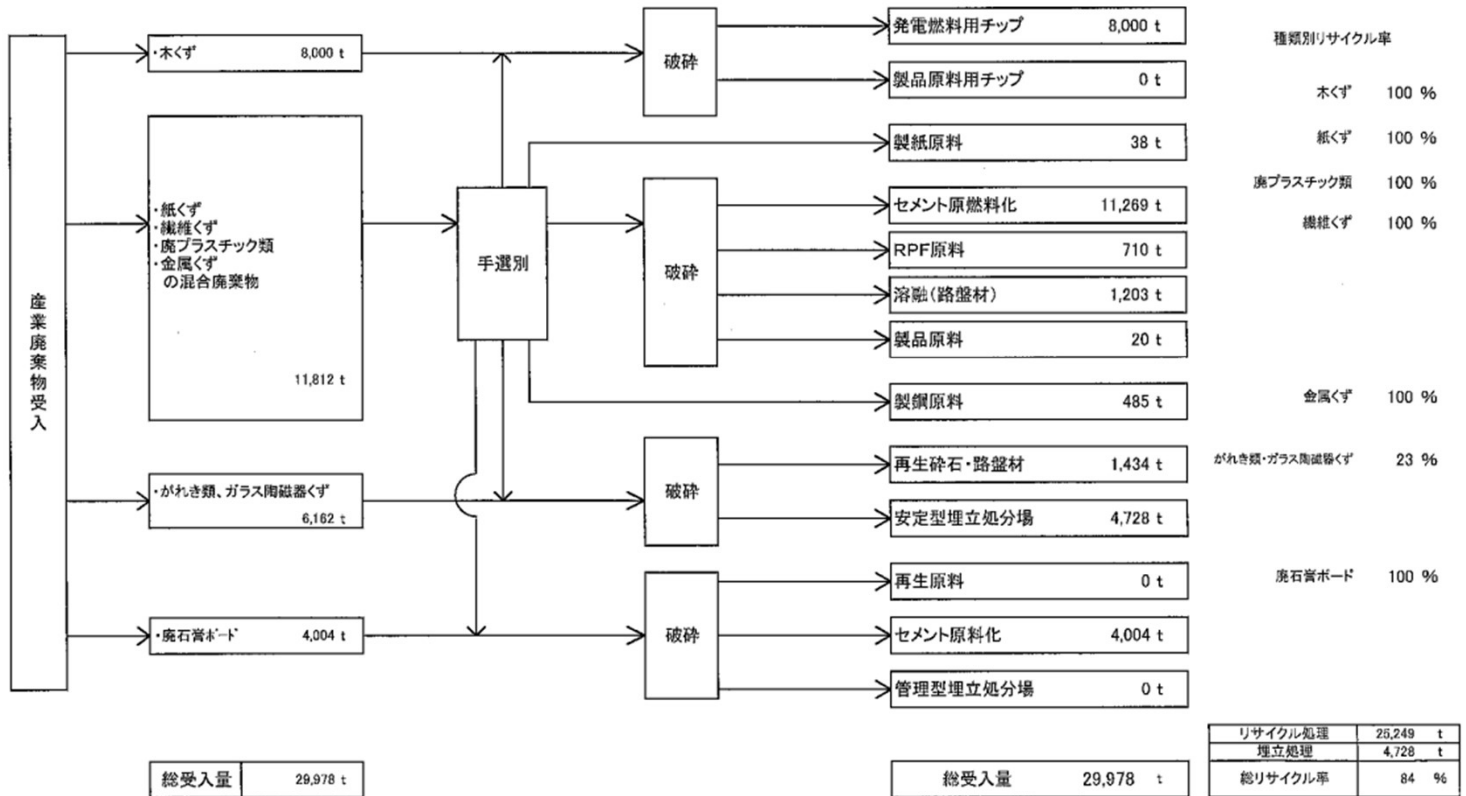 産業廃棄物受入
・木くず 8,000 t
・紙くず
・繊維くず
・廃プラスチック類
・金属くず
の混合廃棄物
11,812 t
・がれき類、ガラス陶磁器くず
6,162 t
・廃石膏ボード 4,004 t
総受入量 29,978 t
手選別
破砕
破砕
破砕
破砕
発電燃料用チップ 8,000 t
製品原料用チップ 0 t
製紙原料 38 t
セメント原燃料化 11,269 t
RPF原料 710 t
溶融(路盤材) 1,203 t
製品原料 20 t
製鋼原料 485 t
再生砕石・路盤材 1,434 t
安定型埋立処分場 4,728 t
再生原料 0 t
セメント原料化 4,004 t
管理型埋立処分場 0 t
総受入量 29,978 t
種類別リサイクル率
木くず 100 %
紙くず 100 %
廃プラスチック類 100 %
繊維くず 100 %
金属くず 100 %
がれき類・ガラス陶磁器くず 23 %
廃石膏ボード 100 %
リサイクル処理 25,249 t
埋立処理 4,728 t
総リサイクル率 84 %